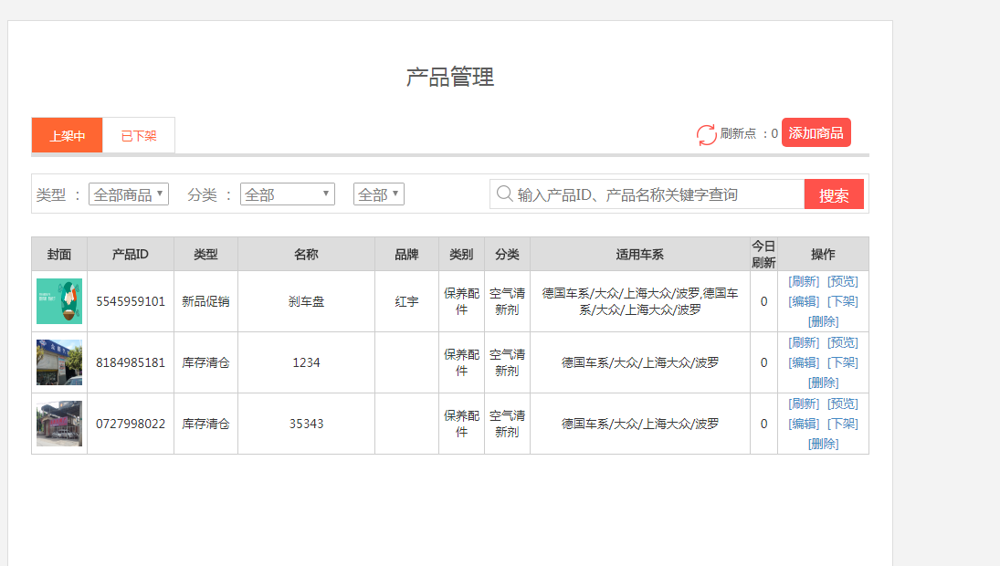 产品管理
上架中 已下架 刷新点 ：0 添加商品
类型 ： 全部商品 分类 ： 全部 全部 输入产品ID、产品名称关键字查询 搜索
封面 产品ID 类型 名称 品牌 类别 分类 适用车系 今日刷新 操作
5545959101 新品促销 刹车盘 红宇 保养配件 空气清新剂 德国车系/大众/上海大众/波罗,德国车系/大众/上海大众/波罗 0 [刷新] [预览] [编辑] [下架] [删除]
8184985181 库存清仓 1234 保养配件 空气清新剂 德国车系/大众/上海大众/波罗 0 [刷新] [预览] [编辑] [下架] [删除]
0727998022 库存清仓 35343 保养配件 空气清新剂 德国车系/大众/上海大众/波罗 0 [刷新] [预览] [编辑] [下架] [删除]